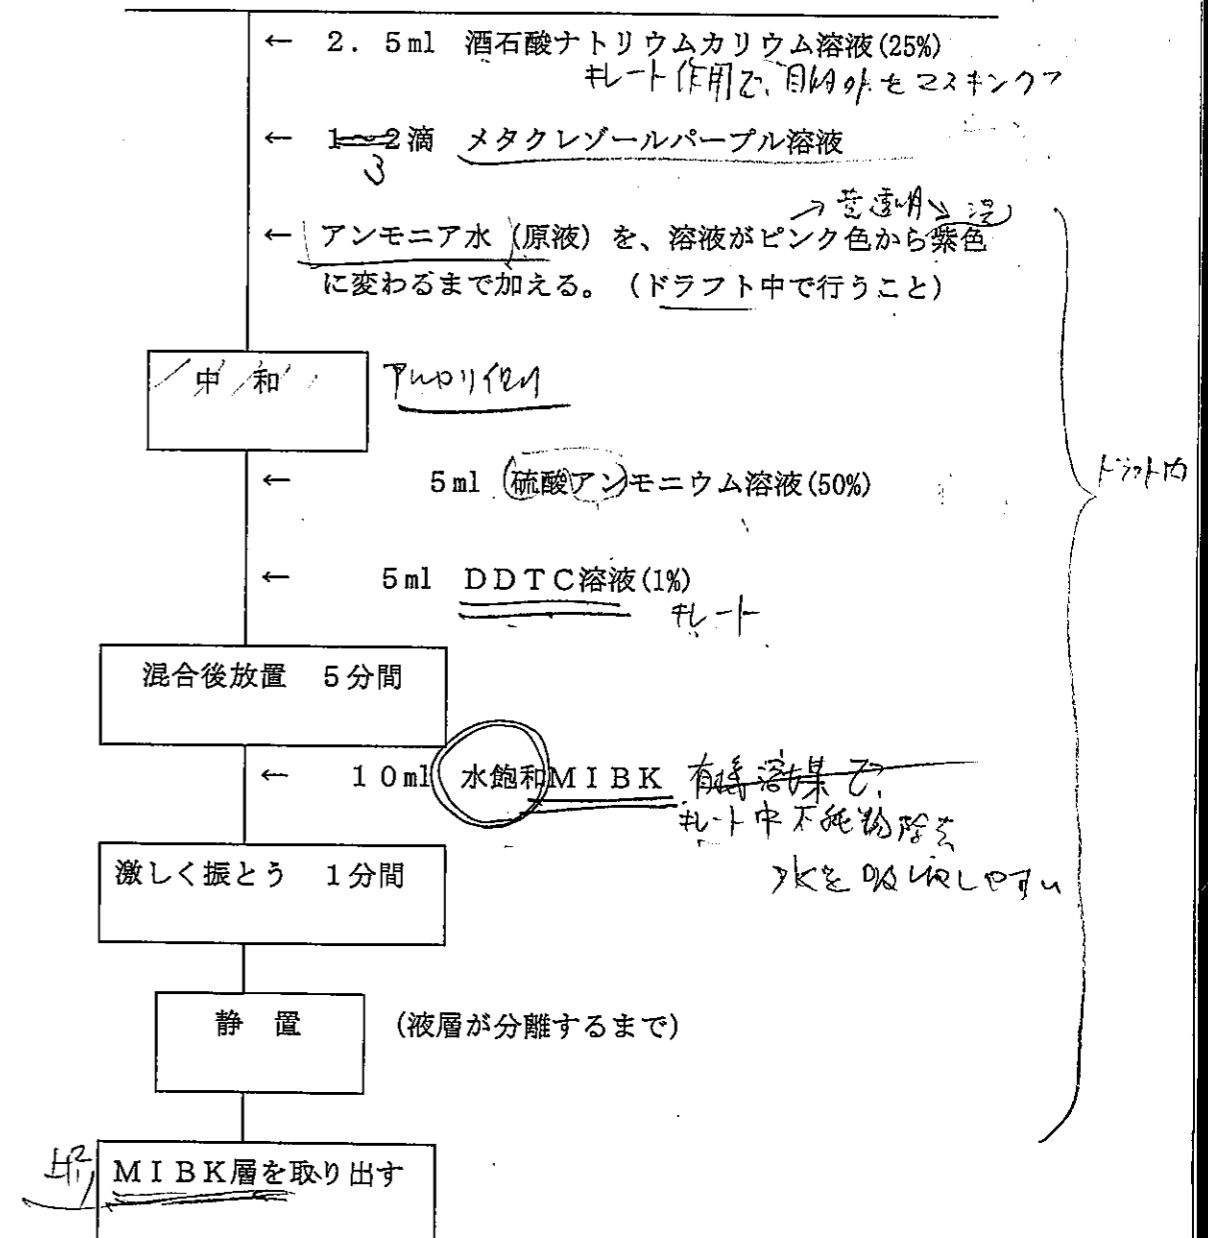 ← 2.5ml 酒石酸ナトリウムカリウム溶液(25%)
キレート作用で、目的外をマスキング
← 1～2滴 メタクレゾールパープル溶液
3
→黄透明↘
← アンモニア水（原液）を、溶液がピンク色から紫色
に変わるまで加える。（ドラフト中で行うこと）
中和 アルカリ性
ドラフト内
← 5ml 硫酸アンモニウム溶液(50%)
← 5ml DDTC溶液(1%)
キレート
混合後放置 5分間
← 10ml 水飽和MIBK 有機溶媒で、
キレート中不純物除去
激しく振とう 1分間
水を吸収しやすい
静 置 (液層が分離するまで)
MIBK層を取り出す